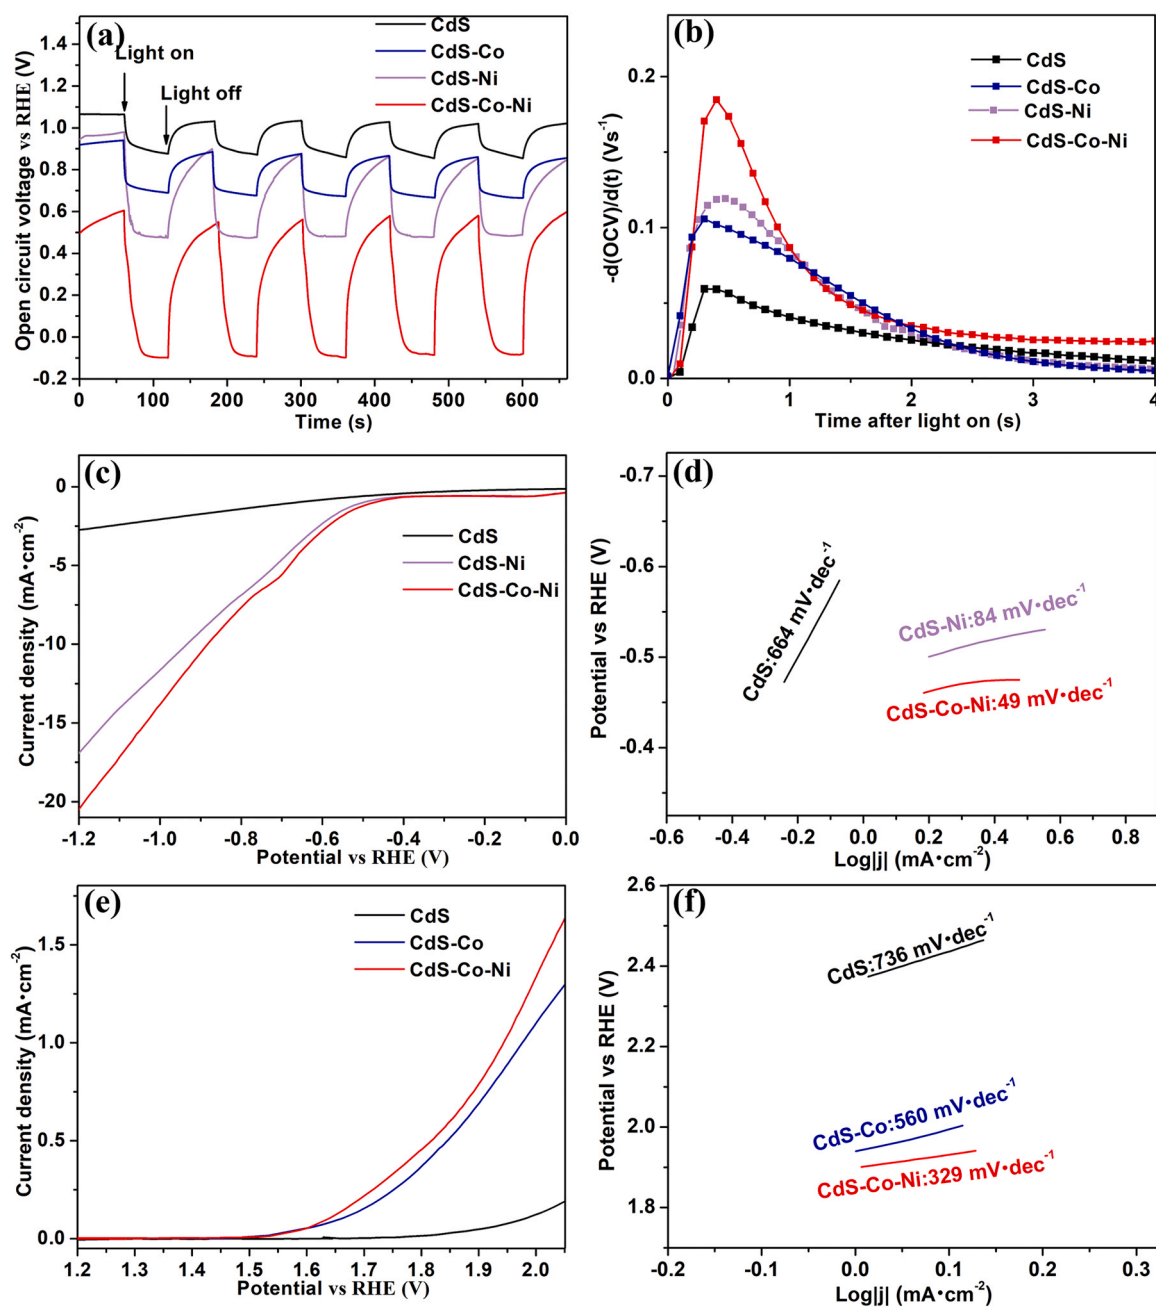 (a)
CdS
CdS-Co
CdS-Ni
CdS-Co-Ni
Light on
Light off
1.4
1.2
1.0
0.8
0.6
0.4
0.2
0.0
-0.2
Open circuit voltage vs RHE (V)
0 100 200 300 400 500 600
Time (s)
(b)
CdS
CdS-Co
CdS-Ni
CdS-Co-Ni
0.2
0.1
0.0
-d(OCV)/d(t) (Vs⁻¹)
0 1 2 3 4
Time after light on (s)
(c)
CdS
CdS-Ni
CdS-Co-Ni
0
-5
-10
-15
-20
Current density (mA•cm⁻²)
-1.2 -1.0 -0.8 -0.6 -0.4 -0.2 0.0
Potential vs RHE (V)
(d)
-0.7
-0.6
-0.5
-0.4
Potential vs RHE (V)
CdS:664 mV•dec⁻¹
CdS-Ni:84 mV•dec⁻¹
CdS-Co-Ni:49 mV•dec⁻¹
-0.6 -0.4 -0.2 0.0 0.2 0.4 0.6 0.8
Log|j| (mA•cm⁻²)
(e)
CdS
CdS-Co
CdS-Co-Ni
1.5
1.0
0.5
0.0
Current density (mA•cm⁻²)
1.2 1.3 1.4 1.5 1.6 1.7 1.8 1.9 2.0
Potential vs RHE (V)
(f)
2.6
2.4
2.2
2.0
1.8
Potential vs RHE (V)
CdS:736 mV•dec⁻¹
CdS-Co:560 mV•dec⁻¹
CdS-Co-Ni:329 mV•dec⁻¹
-0.2 -0.1 0.0 0.1 0.2 0.3
Log|j| (mA•cm⁻²)